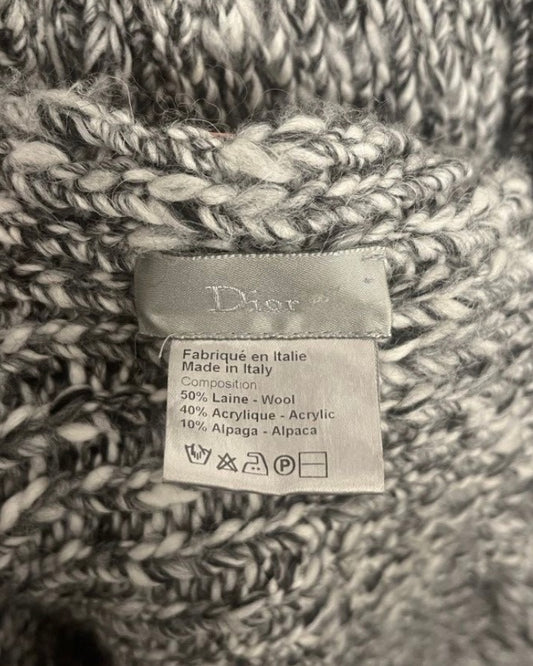 Dior
Fabriqué en Italie
Made in Italy
Composition:
50% Laine - Wool
40% Acrylique - Acrylic
10% Alpaga - Alpaca
P